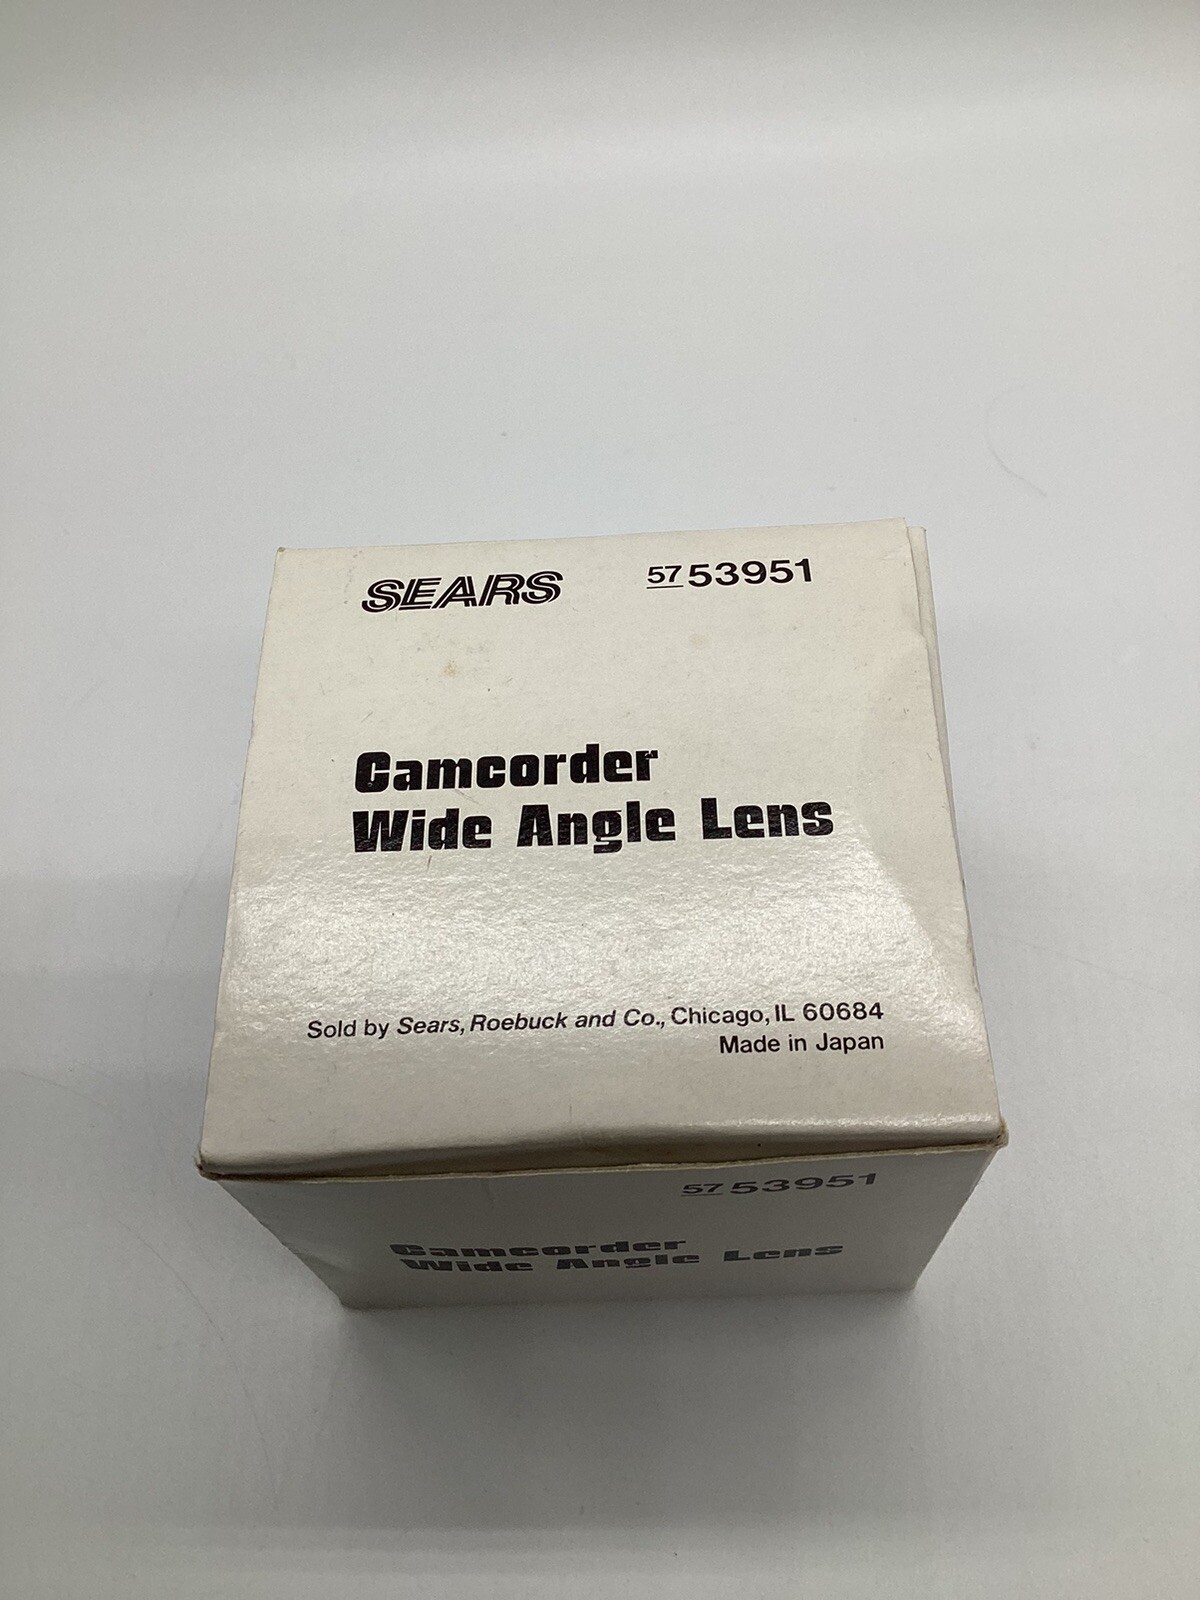 SEARS
57 53951
Camcorder
Wide Angle Lens
Sold by Sears, Roebuck and Co., Chicago, IL 60684
Made in Japan
57 53951
Camcorder
Wide Angle Lens